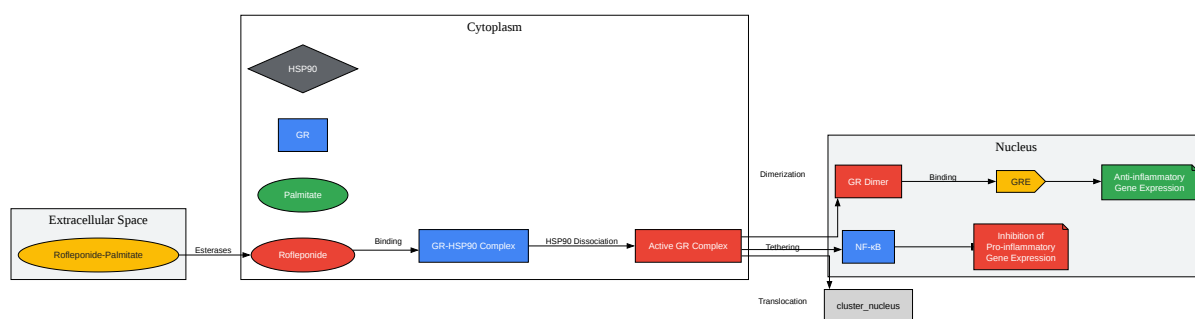 Cytoplasm
HSP90
GR
Palmitate
Rofleponide
Binding
GR-HSP90 Complex
HSP90 Dissociation
Active GR Complex
Extracellular Space
Rofleponide-Palmitate
Esterases
Dimerization
Tethering
Translocation
Nucleus
GR Dimer
Binding
GRE
Anti-inflammatory
Gene Expression
NF-κB
Inhibition of
Pro-inflammatory
Gene Expression
cluster_nucleus